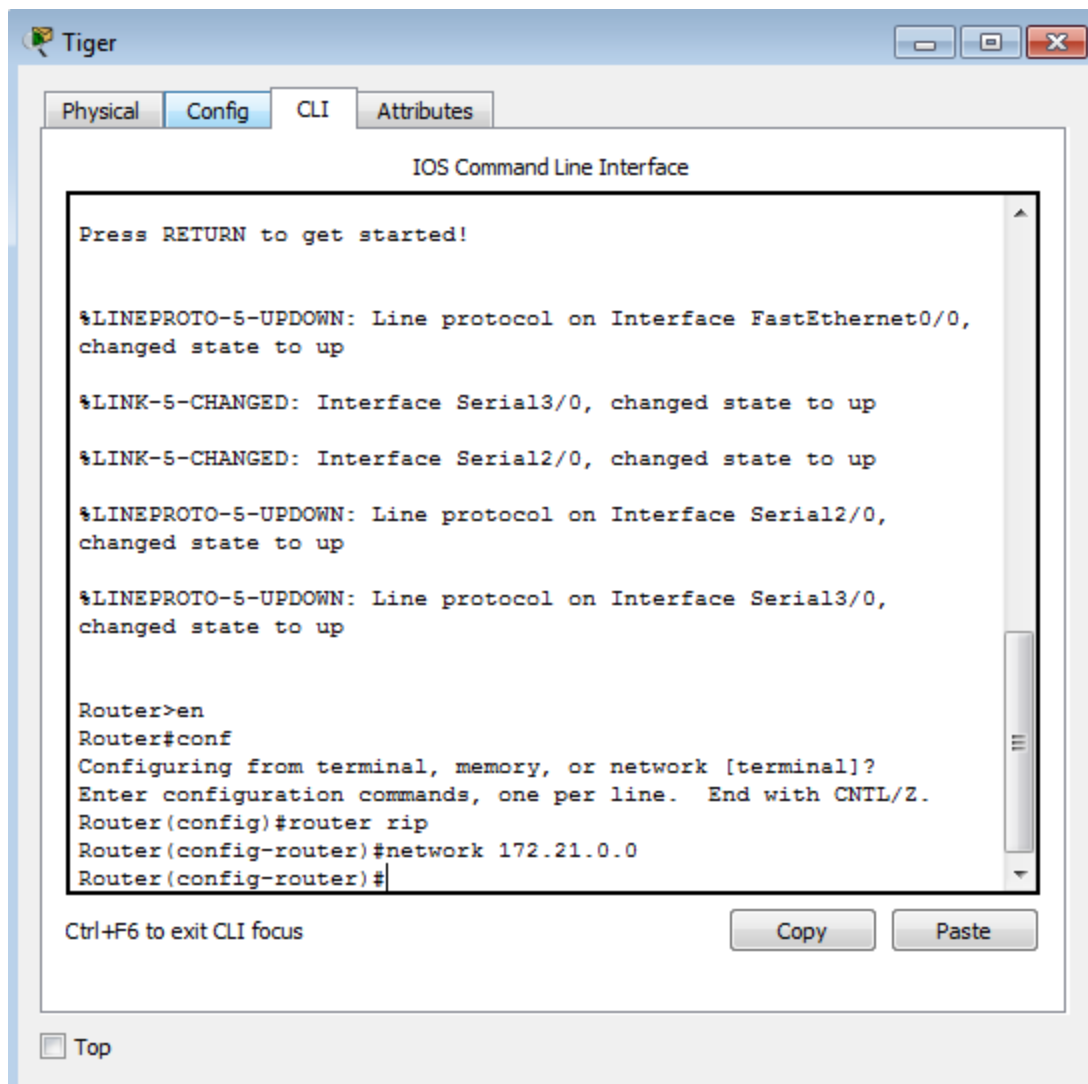 Tiger
Physical Config CLI Attributes
IOS Command Line Interface
Press RETURN to get started!
%LINEPROTO-5-UPDOWN: Line protocol on Interface FastEthernet0/0,
changed state to up
%LINK-5-CHANGED: Interface Serial3/0, changed state to up
%LINK-5-CHANGED: Interface Serial2/0, changed state to up
%LINEPROTO-5-UPDOWN: Line protocol on Interface Serial2/0,
changed state to up
%LINEPROTO-5-UPDOWN: Line protocol on Interface Serial3/0,
changed state to up
Router>en
Router#conf
Configuring from terminal, memory, or network [terminal]?
Enter configuration commands, one per line.  End with CNTL/Z.
Router(config)#router rip
Router(config-router)#network 172.21.0.0
Router(config-router)#
Ctrl+F6 to exit CLI focus Copy Paste
Top